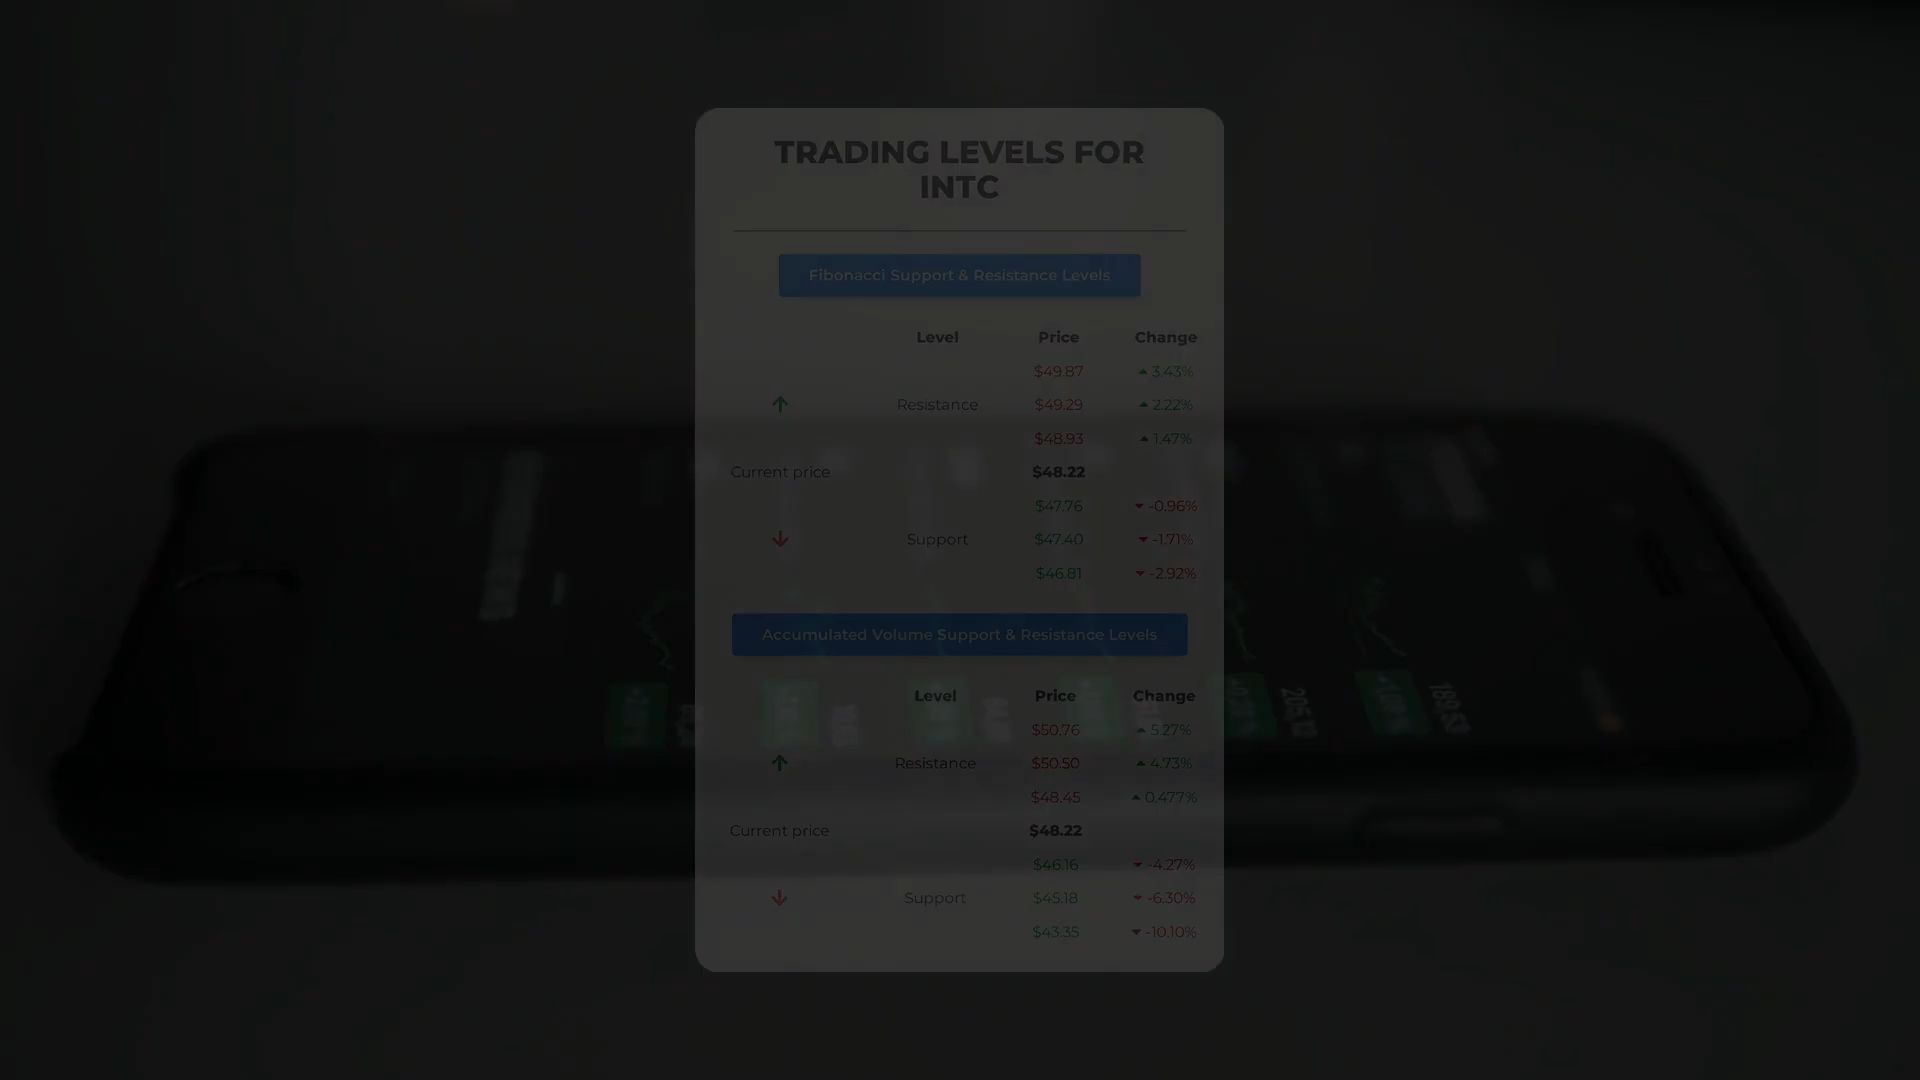 TRADING LEVELS FOR
INTC
Fibonacci Support & Resistance Levels
Level Price Change
$49.87 3.43%
Resistance $49.29 2.22%
$48.93 1.47%
Current price $48.22
$47.76 -0.96%
Support $47.40 -1.71%
$46.81 -2.92%
Accumulated Volume Support & Resistance Levels
Level Price Change
$50.76 5.27%
Resistance $50.50 4.73%
$48.45 0.477%
Current price $48.22
$46.16 -4.27%
Support $45.18 -6.30%
$43.35 -10.10%